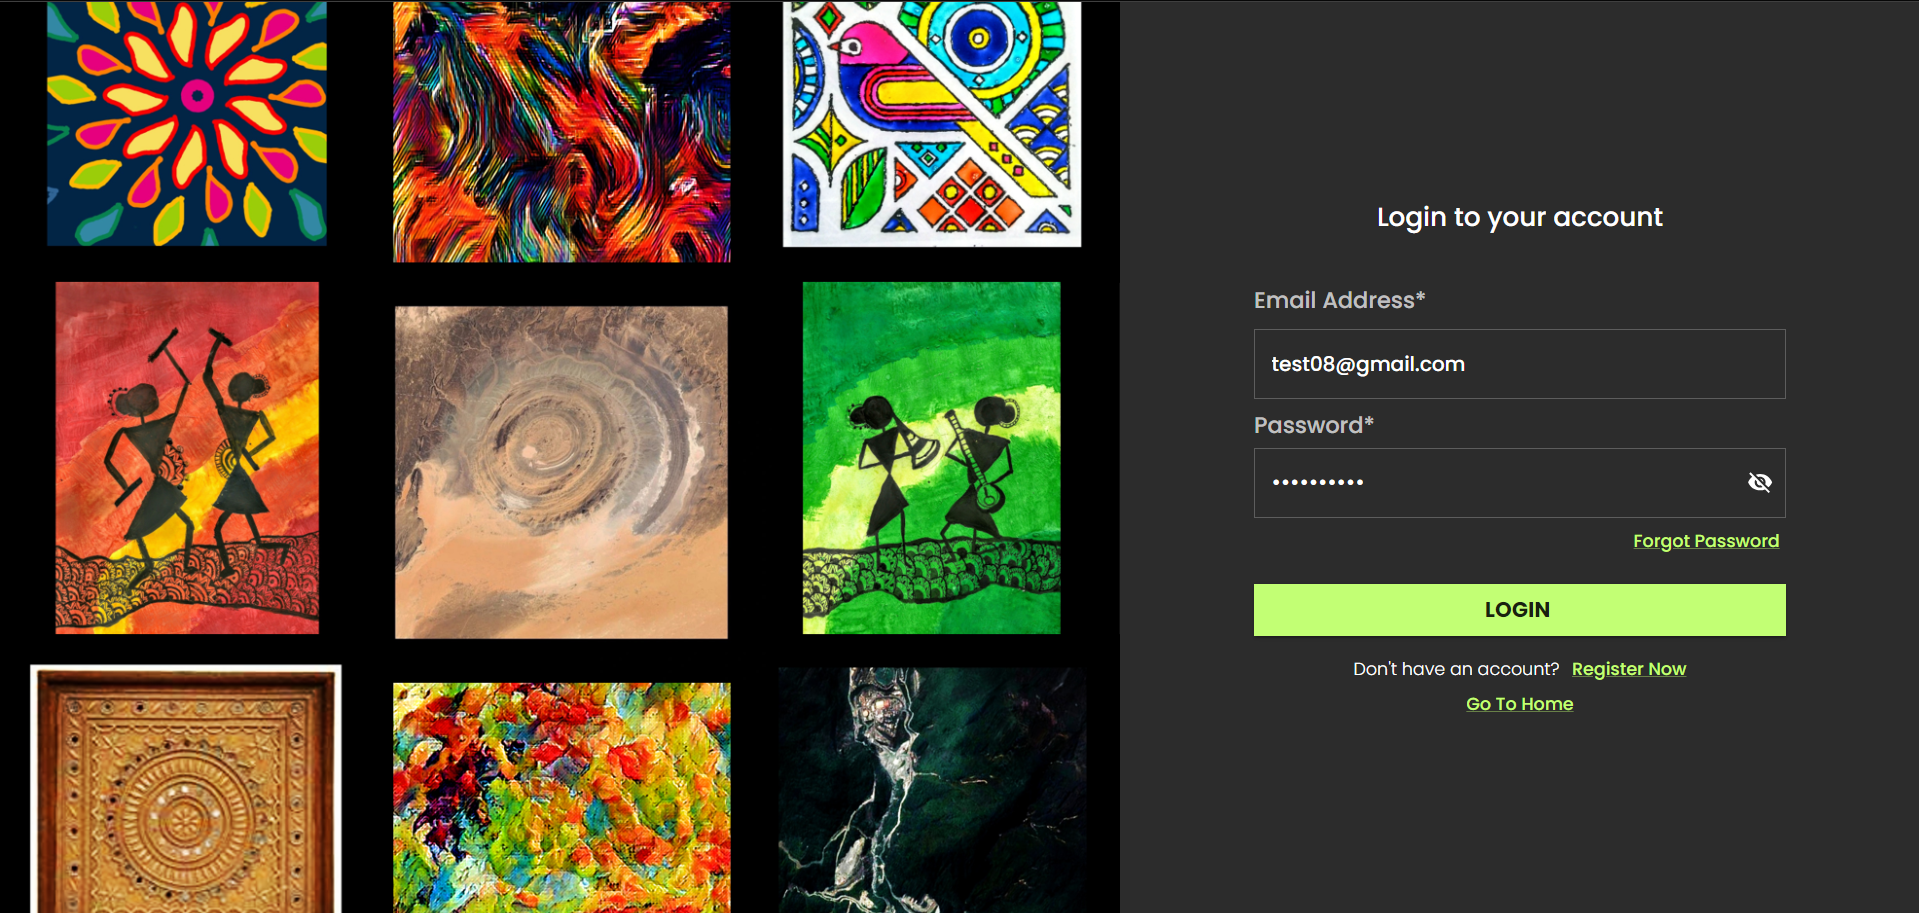 Login to your account
Email Address*
test08@gmail.com
Password*
••••••••••
Forgot Password
LOGIN
Don't have an account? Register Now
Go To Home